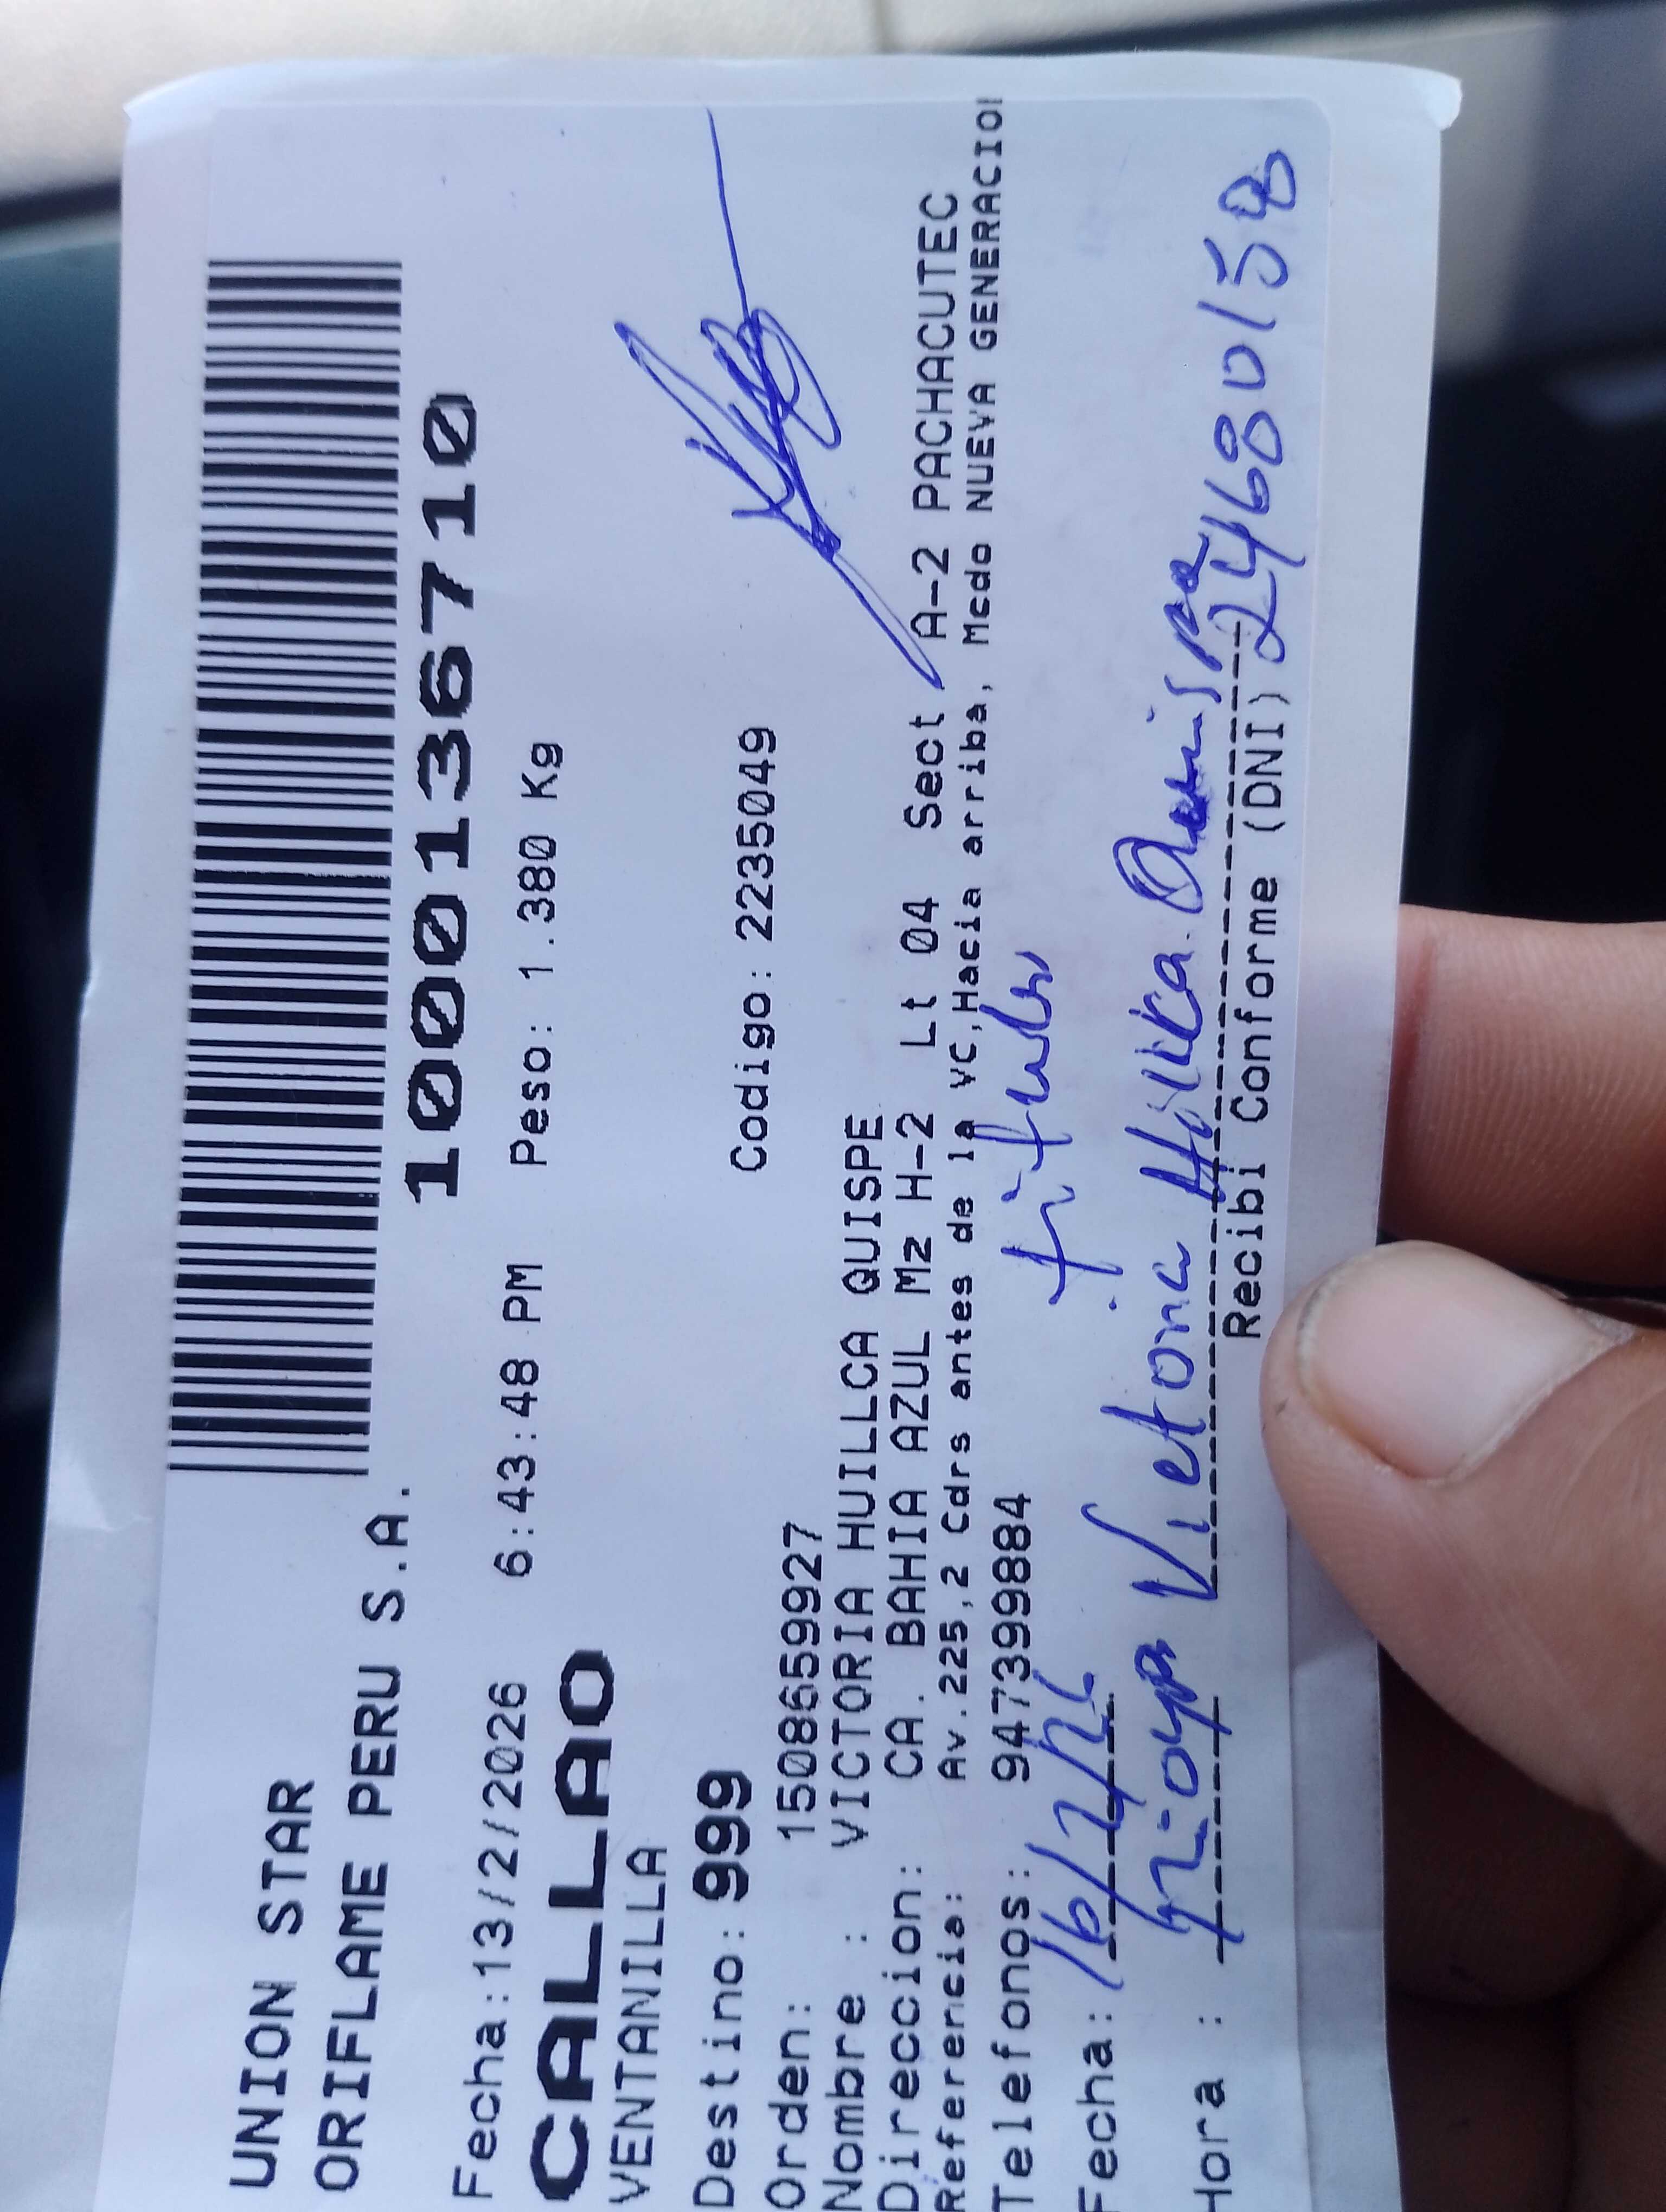 UNION STAR
ORIFLAME PERU S.A.
1000136710
Fecha:13/2/2026 6:43:48 PM Peso: 1.380 Kg
CALLAO
VENTANILLA
Destino: 999 Codigo: 2235049
Orden: 1508659927
Nombre : VICTORIA HUILLCA QUISPE
Direccion: CA. BAHIA AZUL Mz H-2 Lt 04 Sect A-2 PACHACUTEC
Referencia: Av.225,2 Cdrs antes de la VC,Hacia arriba, Mcdo NUEVA GENERACIO
Telefonos: 947399884
titular
Fecha: 16/2/
Hora : Victoria Huillca Quispe
Recibi Conforme (DNI) 24680158